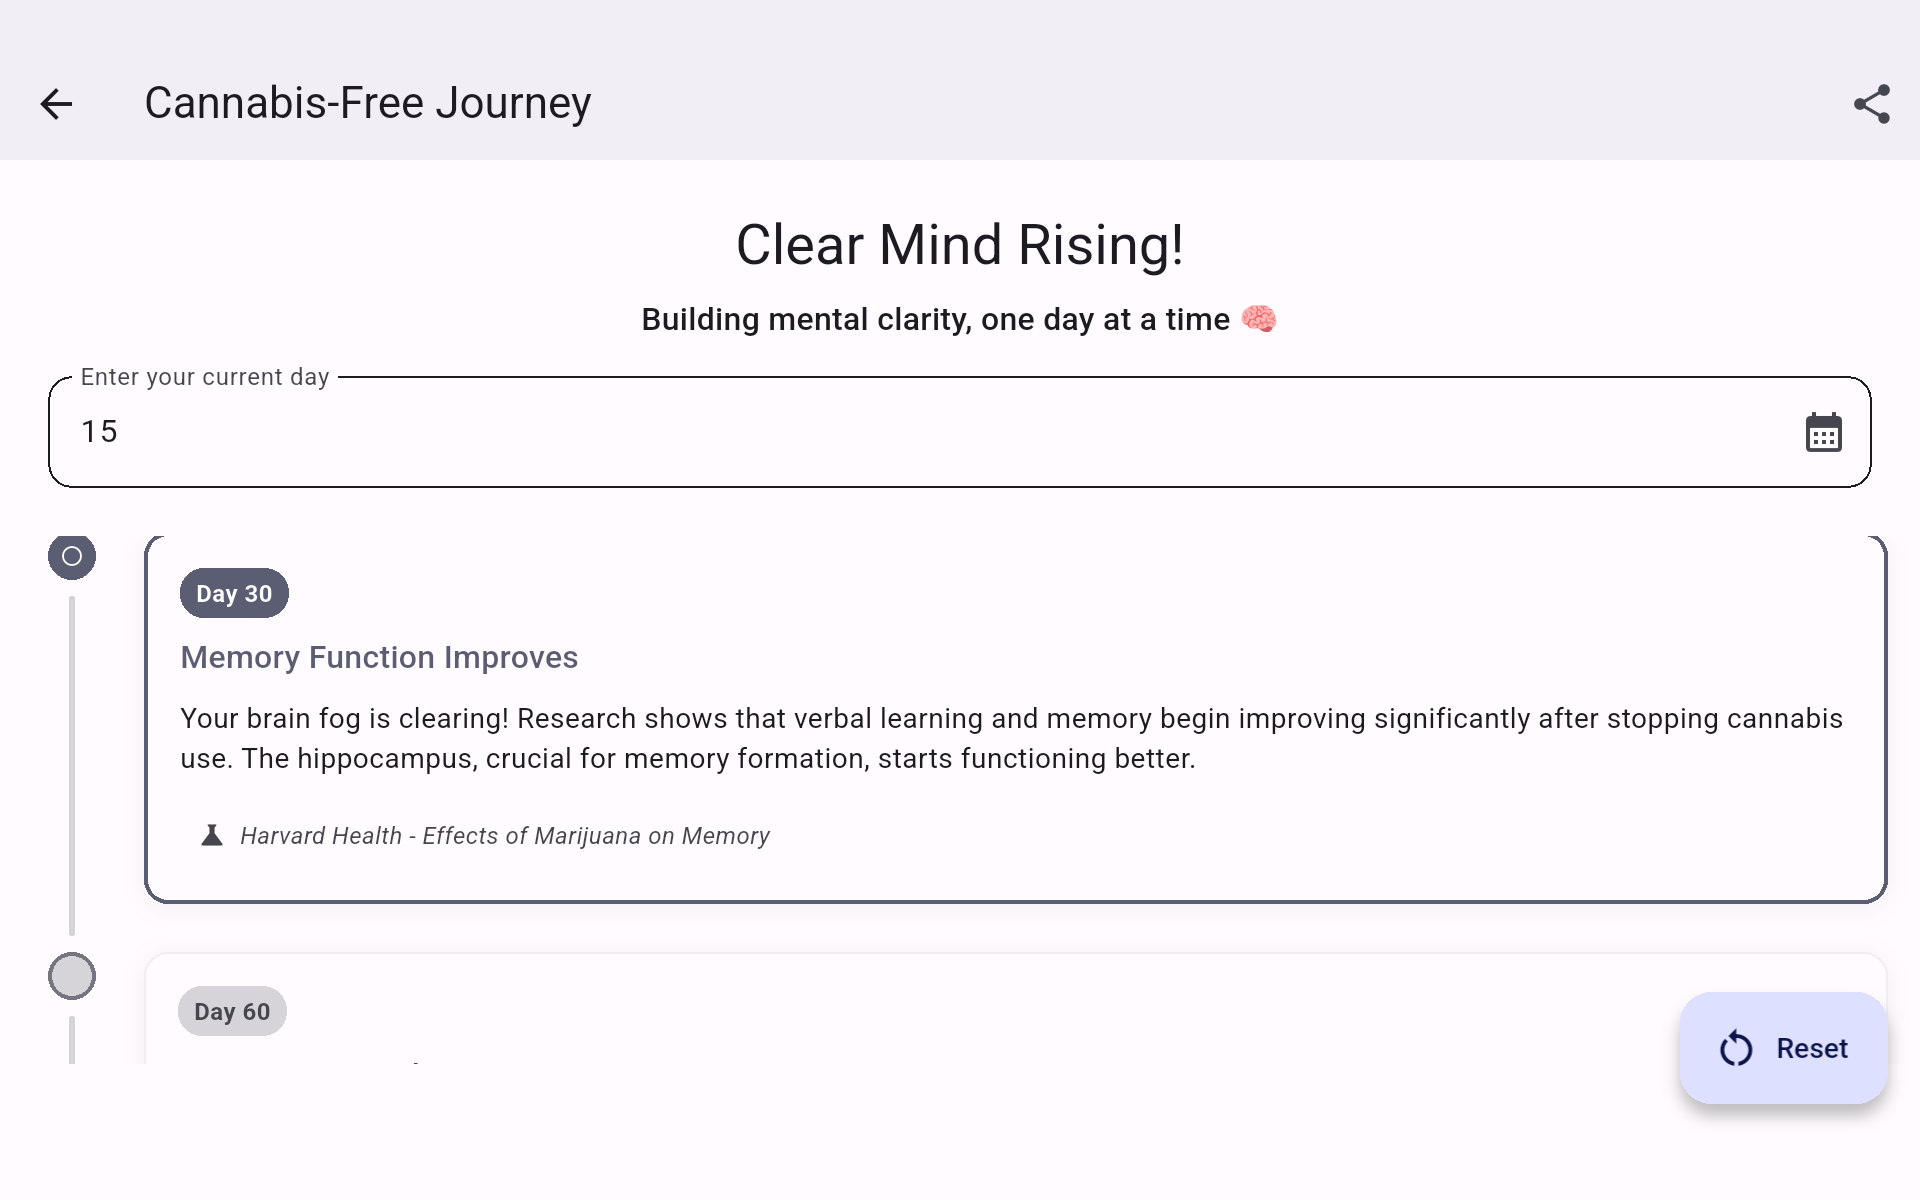 Cannabis-Free Journey
Clear Mind Rising!
Building mental clarity, one day at a time 🧠
Enter your current day
15
Day 30
Memory Function Improves
Your brain fog is clearing! Research shows that verbal learning and memory begin improving significantly after stopping cannabis
use. The hippocampus, crucial for memory formation, starts functioning better.
Harvard Health - Effects of Marijuana on Memory
Day 60
Reset